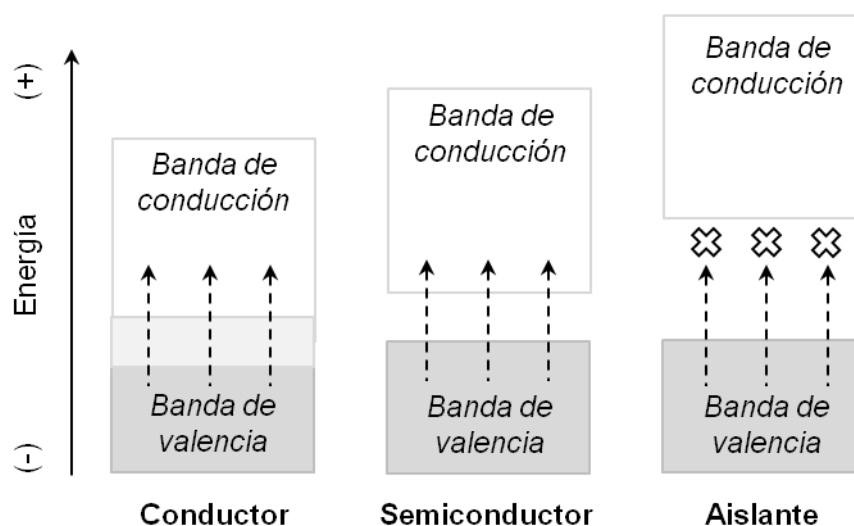 (+)
Energía
(-)
Banda de
conducción
Banda de
valencia
Conductor
Banda de
conducción
Banda de
valencia
Semiconductor
Banda de
conducción
Banda de
valencia
Aislante